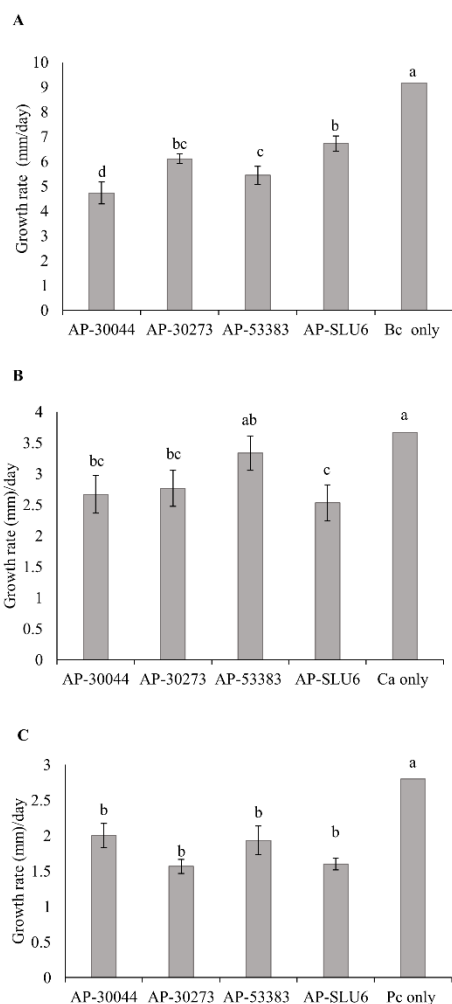 A
Growth rate (mm/day)
10
9
8
7
6
5
4
3
2
1
0
d
bc
c
b
a
AP-30044 AP-30273 AP-53383 AP-SLU6 Bc only
B
Growth rate (mm)/day
4
3.5
3
2.5
2
1.5
1
0.5
0
bc
bc
ab
c
a
AP-30044 AP-30273 AP-53383 AP-SLU6 Ca only
C
Growth rate (mm)/day
3
2.5
2
1.5
1
0.5
0
b
b
b
b
a
AP-30044 AP-30273 AP-53383 AP-SLU6 Pc only